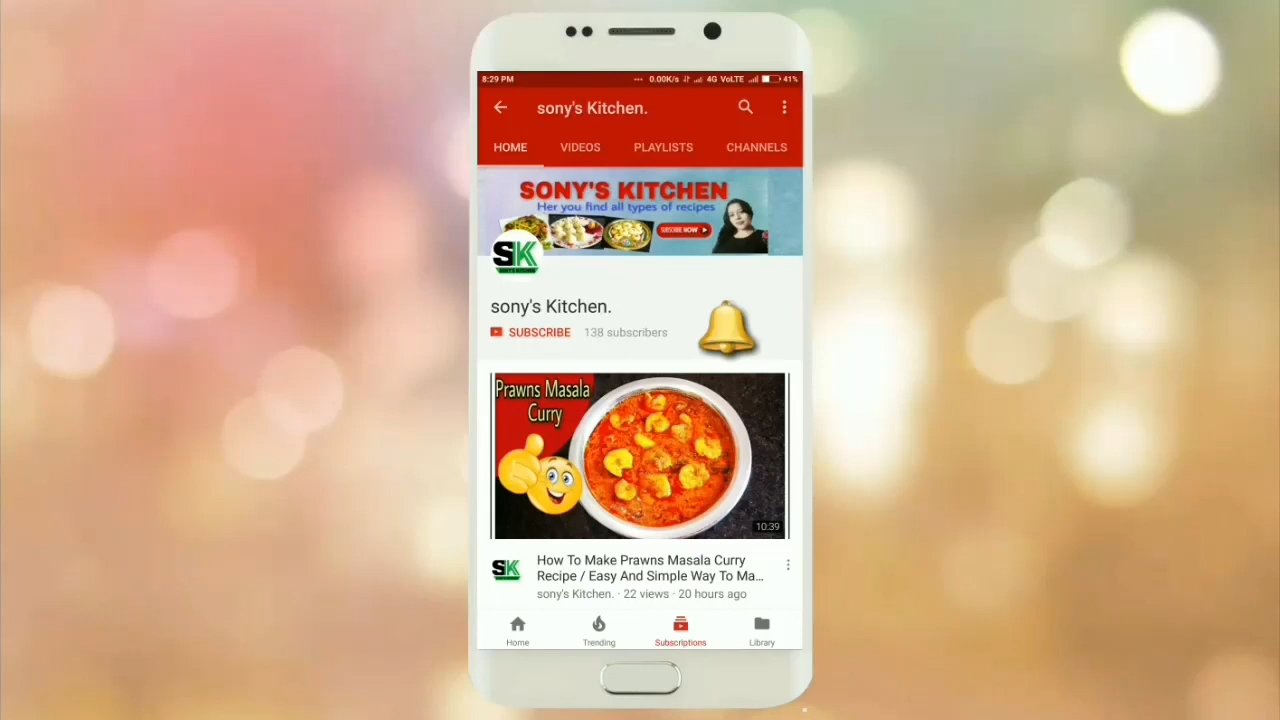 8:29 PM ... 0.00K/s 4G VoLTE 41%
sony's Kitchen.
HOME VIDEOS PLAYLISTS CHANNELS
SONY'S KITCHEN
Her you find all types of recipes
SUBSCRIBE NOW
SK
SONY'S KITCHEN
sony's Kitchen.
SUBSCRIBE 138 subscribers
Prawns Masala
Curry
10:39
SK
How To Make Prawns Masala Curry
Recipe / Easy And Simple Way To Ma...
sony's Kitchen. · 22 views · 20 hours ago
Home Trending Subscriptions Library